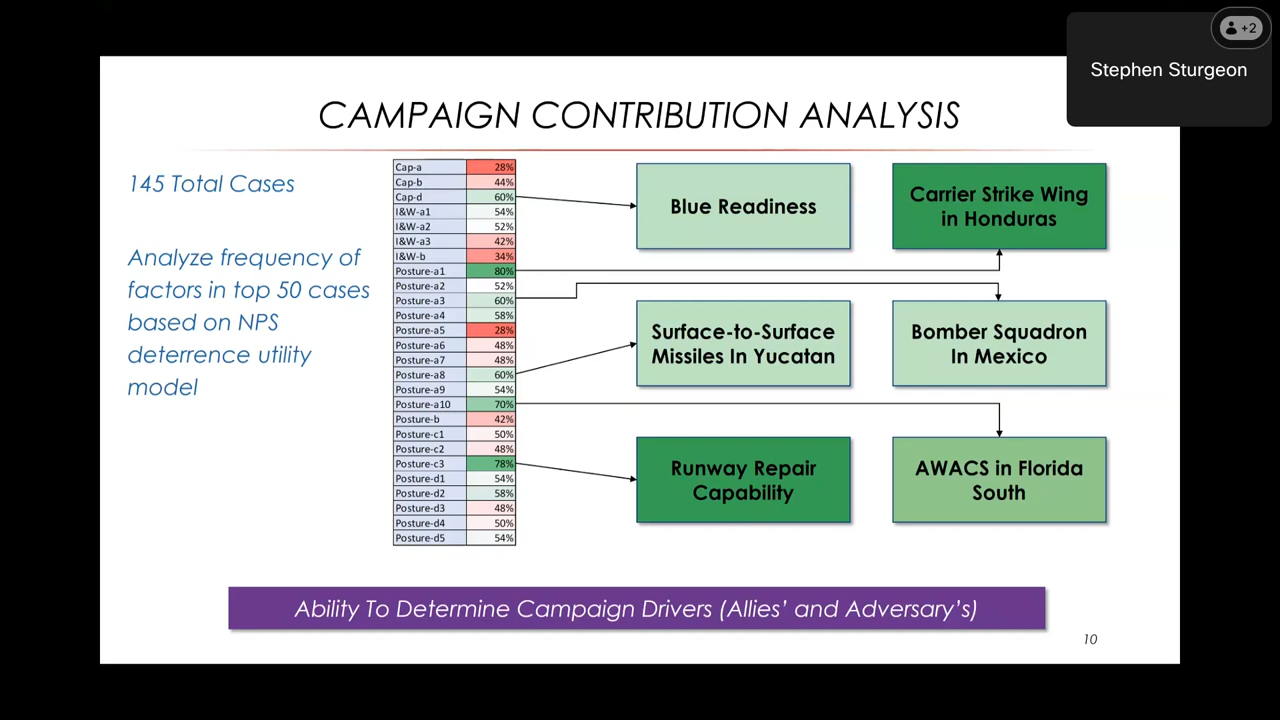 +2
Stephen Sturgeon
CAMPAIGN CONTRIBUTION ANALYSIS
145 Total Cases
Analyze frequency of
factors in top 50 cases
based on NPS
deterrence utility
model
Cap-a 28%
Cap-b 44%
Cap-d 60%
I&W-a1 54%
I&W-a2 52%
I&W-a3 42%
I&W-b 34%
Posture-a1 80%
Posture-a2 52%
Posture-a3 60%
Posture-a4 58%
Posture-a5 28%
Posture-a6 48%
Posture-a7 48%
Posture-a8 60%
Posture-a9 54%
Posture-a10 70%
Posture-b 42%
Posture-c1 50%
Posture-c2 48%
Posture-c3 78%
Posture-d1 54%
Posture-d2 58%
Posture-d3 48%
Posture-d4 50%
Posture-d5 54%
Blue Readiness
Carrier Strike Wing
in Honduras
Surface-to-Surface
Missiles In Yucatan
Bomber Squadron
In Mexico
Runway Repair
Capability
AWACS in Florida
South
Ability To Determine Campaign Drivers (Allies' and Adversary's)
10